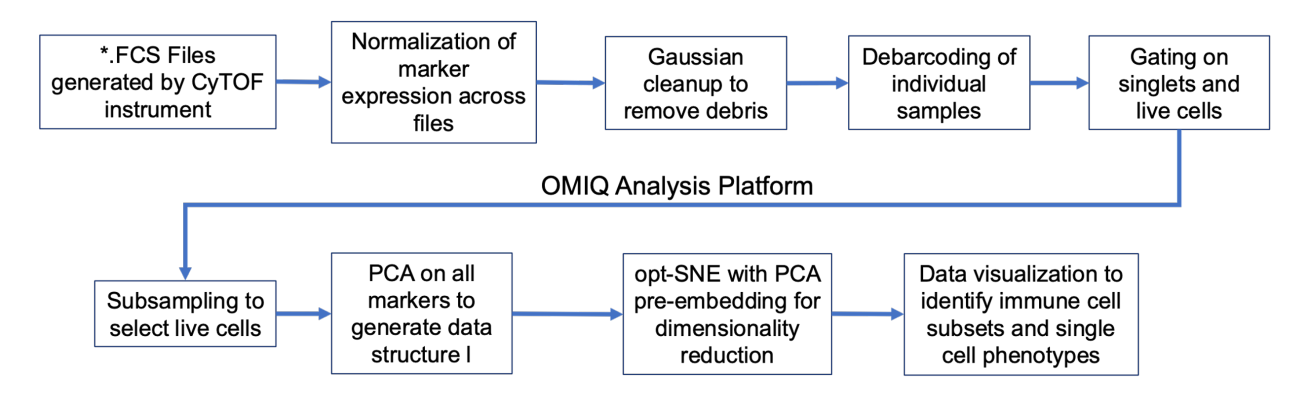 *.FCS Files
generated by CyTOF
instrument
Normalization of
marker
expression across
files
Gaussian
cleanup to
remove debris
Debarcoding of
individual
samples
Gating on
singlets and
live cells
OMIQ Analysis Platform
Subsampling to
select live cells
PCA on all
markers to
generate data
structure l
opt-SNE with PCA
pre-embedding for
dimensionality
reduction
Data visualization to
identify immune cell
subsets and single
cell phenotypes